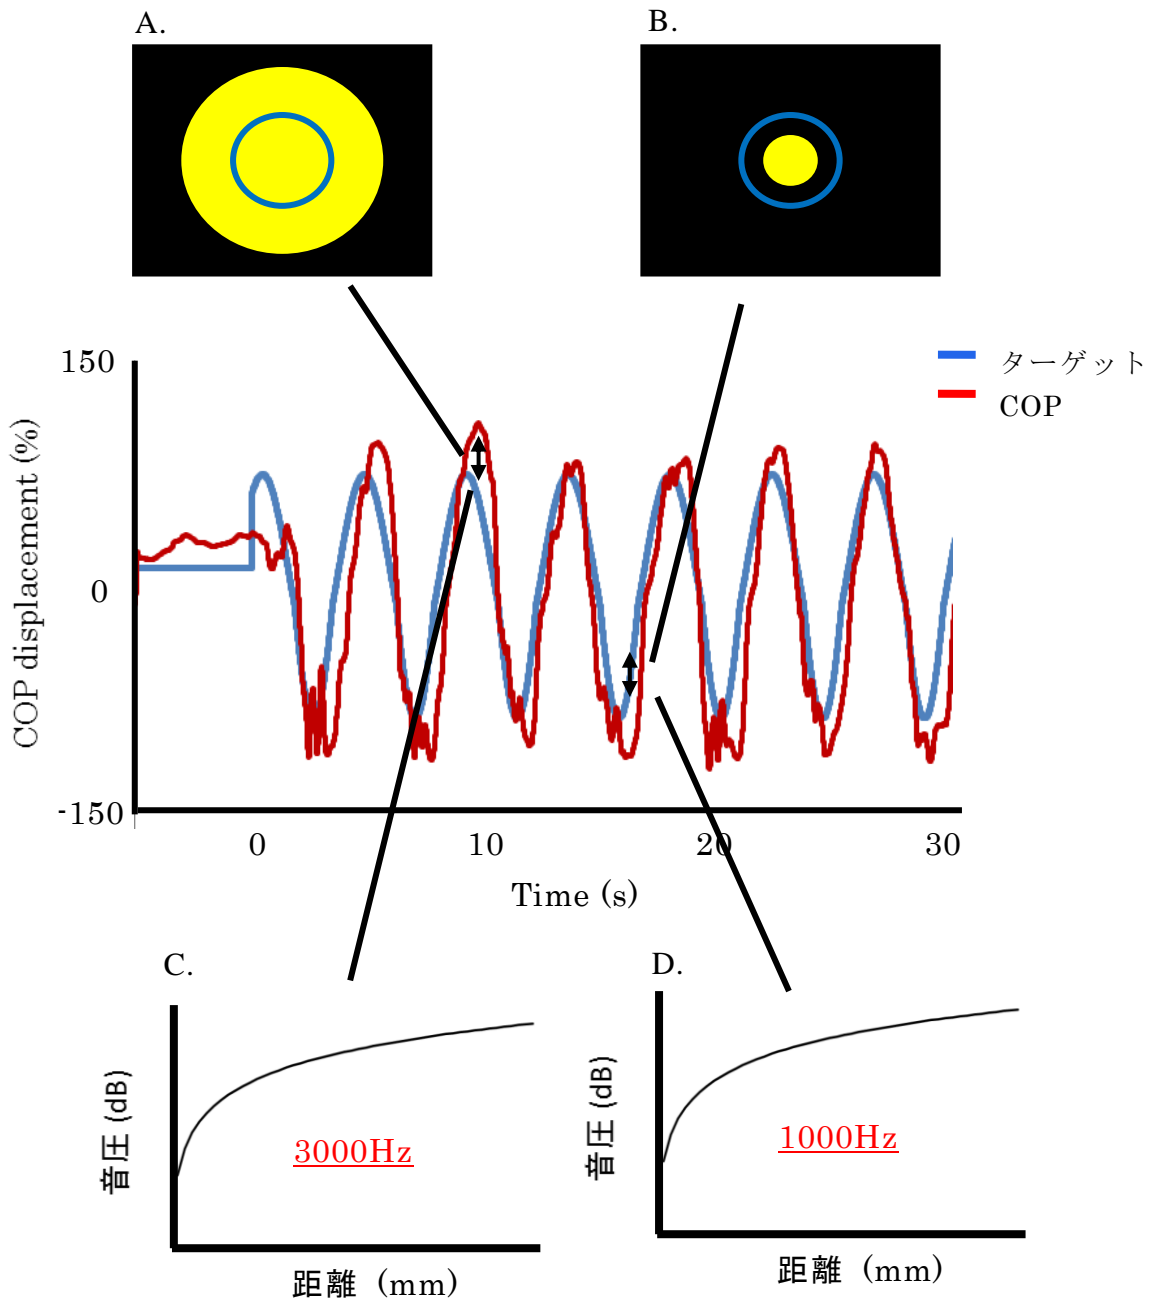 A.
B.
150
ターゲット
COP
COP displacement (%)
0
-150
0 10 20 30
Time (s)
C.
D.
音圧 (dB)
3000Hz
距離 (mm)
音圧 (dB)
1000Hz
距離 (mm)